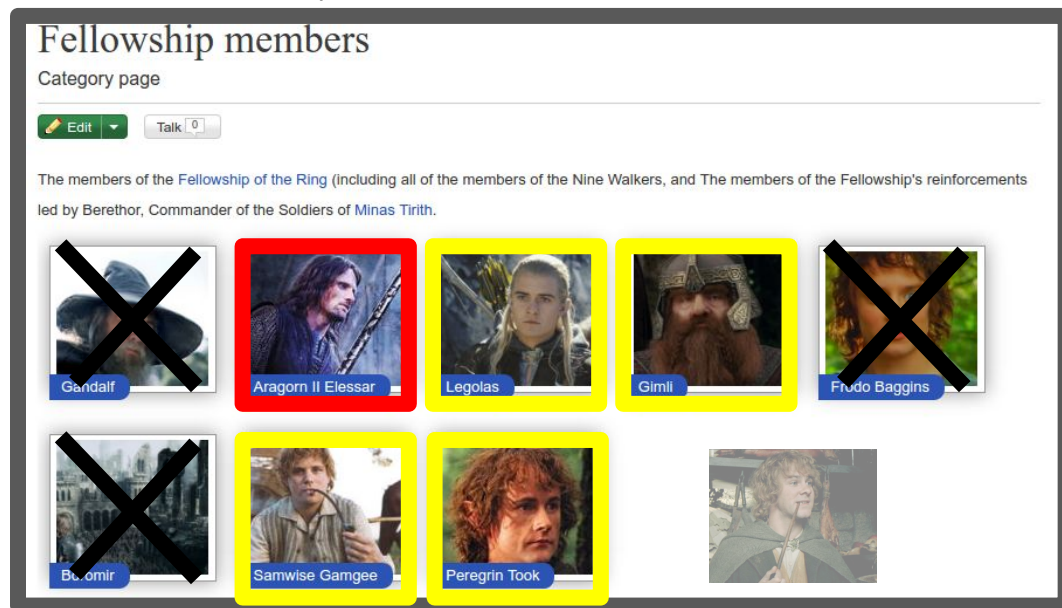 Fellowship members
Category page
Edit
Talk 0
The members of the Fellowship of the Ring (including all of the members of the Nine Walkers, and The members of the Fellowship's reinforcements
led by Berethor, Commander of the Soldiers of Minas Tirith.
Gandalf
Aragorn II Elessar
Legolas
Gimli
Frodo Baggins
Boromir
Samwise Gamgee
Peregrin Took